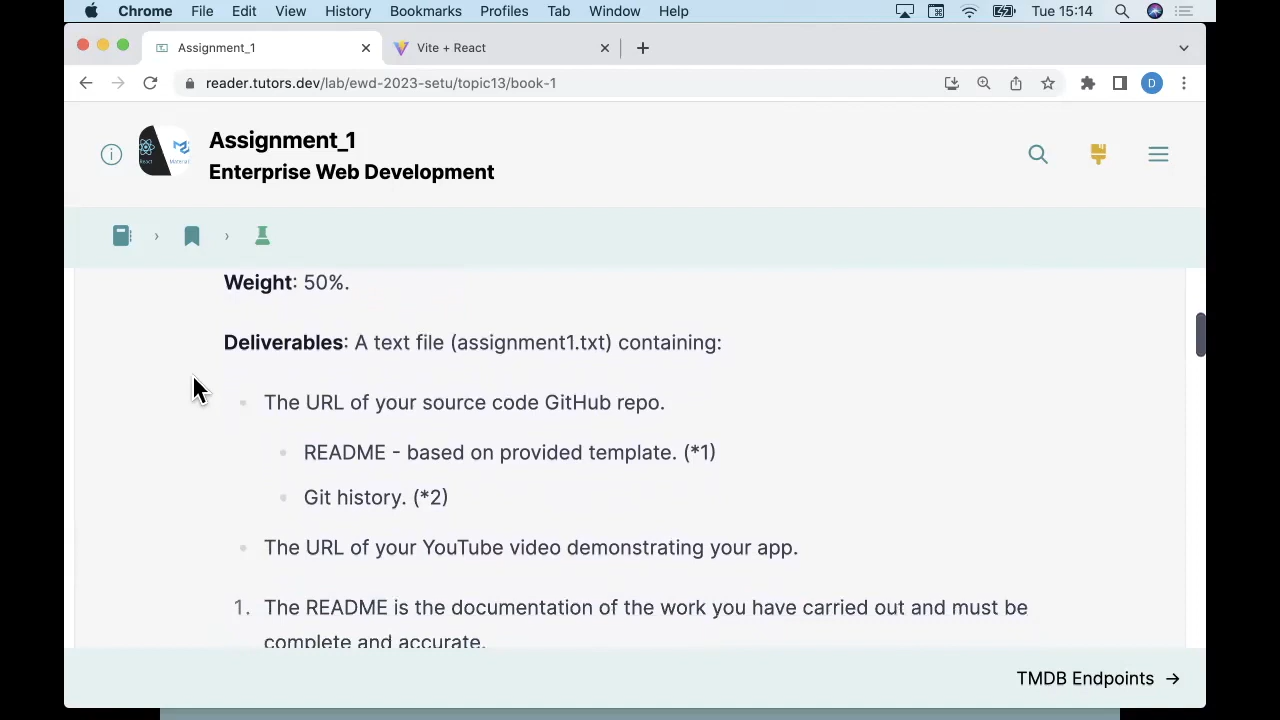 Chrome File Edit View History Bookmarks Profiles Tab Window Help Tue 15:14
Assignment_1 Vite + React
reader.tutors.dev/lab/ewd-2023-setu/topic13/book-1 D
Assignment_1
Enterprise Web Development
Weight: 50%.
Deliverables: A text file (assignment1.txt) containing:
The URL of your source code GitHub repo.
README - based on provided template. (*1)
Git history. (*2)
The URL of your YouTube video demonstrating your app.
1. The README is the documentation of the work you have carried out and must be
complete and accurate.
TMDB Endpoints →